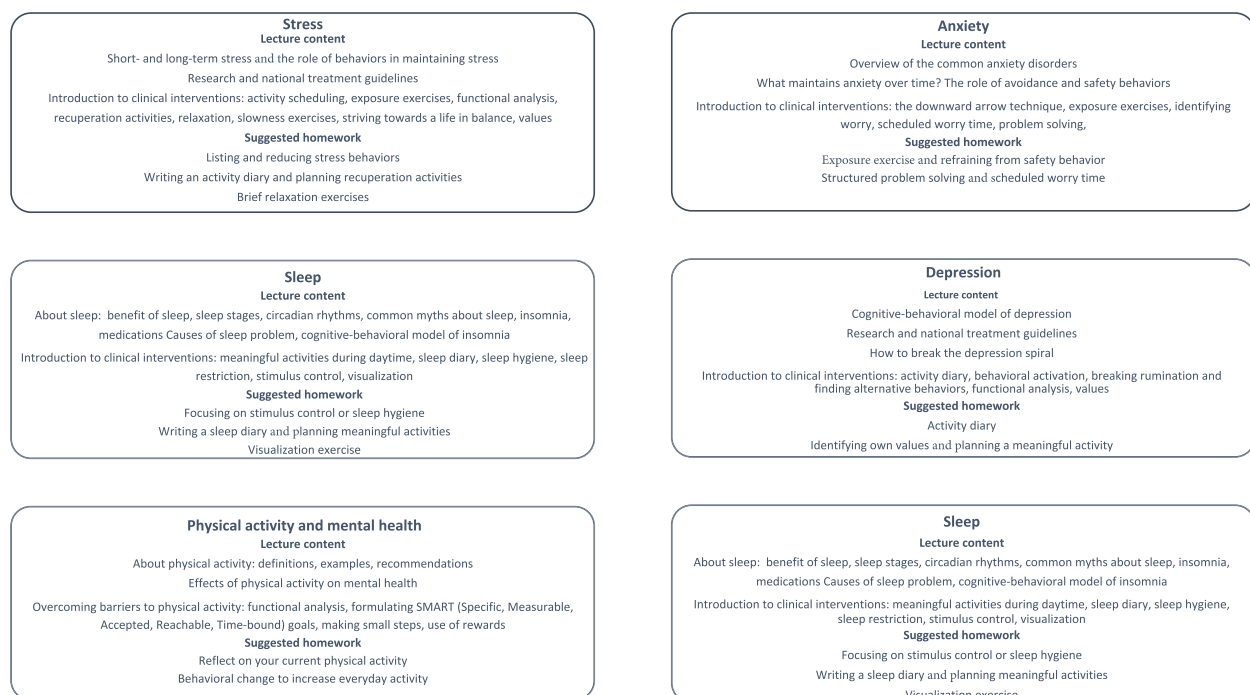 Stress
Lecture content
Short- and long-term stress and the role of behaviors in maintaining stress
Research and national treatment guidelines
Introduction to clinical interventions: activity scheduling, exposure exercises, functional analysis,
recuperation activities, relaxation, slowness exercises, striving towards a life in balance, values
Suggested homework
Listing and reducing stress behaviors
Writing an activity diary and planning recuperation activities
Brief relaxation exercises
Anxiety
Lecture content
Overview of the common anxiety disorders
What maintains anxiety over time? The role of avoidance and safety behaviors
Introduction to clinical interventions: the downward arrow technique, exposure exercises, identifying
worry, scheduled worry time, problem solving,
Suggested homework
Exposure exercise and refraining from safety behavior
Structured problem solving and scheduled worry time
Sleep
Lecture content
About sleep:  benefit of sleep, sleep stages, circadian rhythms, common myths about sleep, insomnia,
medications Causes of sleep problem, cognitive-behavioral model of insomnia
Introduction to clinical interventions: meaningful activities during daytime, sleep diary, sleep hygiene, sleep
restriction, stimulus control, visualization
Suggested homework
Focusing on stimulus control or sleep hygiene
Writing a sleep diary and planning meaningful activities
Visualization exercise
Depression
Lecture content
Cognitive-behavioral model of depression
Research and national treatment guidelines
How to break the depression spiral
Introduction to clinical interventions: activity diary, behavioral activation, breaking rumination and
finding alternative behaviors, functional analysis, values
Suggested homework
Activity diary
Identifying own values and planning a meaningful activity
Physical activity and mental health
Lecture content
About physical activity: definitions, examples, recommendations
Effects of physical activity on mental health
Overcoming barriers to physical activity: functional analysis, formulating SMART (Specific, Measurable,
Accepted, Reachable, Time-bound) goals, making small steps, use of rewards
Suggested homework
Reflect on your current physical activity
Behavioral change to increase everyday activity
Sleep
Lecture content
About sleep:  benefit of sleep, sleep stages, circadian rhythms, common myths about sleep, insomnia,
medications Causes of sleep problem, cognitive-behavioral model of insomnia
Introduction to clinical interventions: meaningful activities during daytime, sleep diary, sleep hygiene,
sleep restriction, stimulus control, visualization
Suggested homework
Focusing on stimulus control or sleep hygiene
Writing a sleep diary and planning meaningful activities
Visualization exercise